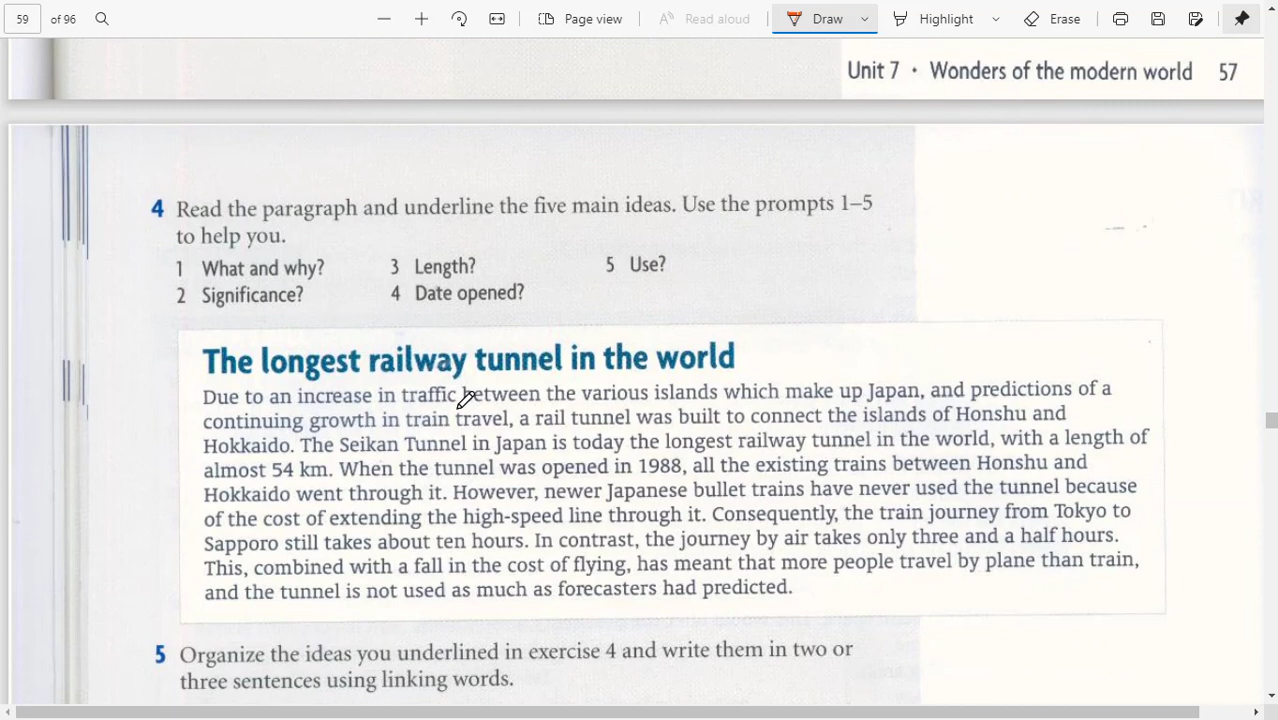 59 of 96 Page view Read aloud Draw Highlight Erase
Unit 7 • Wonders of the modern world 57
4 Read the paragraph and underline the five main ideas. Use the prompts 1–5
to help you.
1 What and why? 3 Length? 5 Use?
2 Significance? 4 Date opened?
The longest railway tunnel in the world
Due to an increase in traffic between the various islands which make up Japan, and predictions of a
continuing growth in train travel, a rail tunnel was built to connect the islands of Honshu and
Hokkaido. The Seikan Tunnel in Japan is today the longest railway tunnel in the world, with a length of
almost 54 km. When the tunnel was opened in 1988, all the existing trains between Honshu and
Hokkaido went through it. However, newer Japanese bullet trains have never used the tunnel because
of the cost of extending the high-speed line through it. Consequently, the train journey from Tokyo to
Sapporo still takes about ten hours. In contrast, the journey by air takes only three and a half hours.
This, combined with a fall in the cost of flying, has meant that more people travel by plane than train,
and the tunnel is not used as much as forecasters had predicted.
5 Organize the ideas you underlined in exercise 4 and write them in two or
three sentences using linking words.